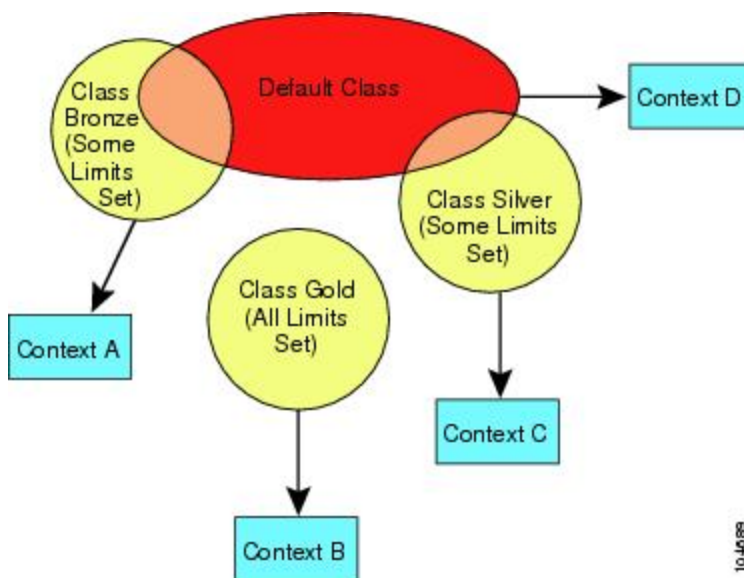 Default Class
Class
Bronze
(Some
Limits
Set)
Context D
Class Silver
(Some Limits
Set)
Class Gold
(All Limits
Set)
Context A
Context C
Context B